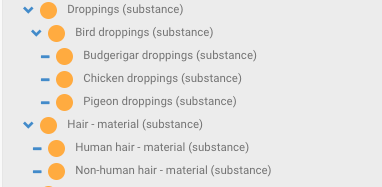 Droppings (substance)
Bird droppings (substance)
Budgerigar droppings (substance)
Chicken droppings (substance)
Pigeon droppings (substance)
Hair - material (substance)
Human hair - material (substance)
Non-human hair - material (substance)